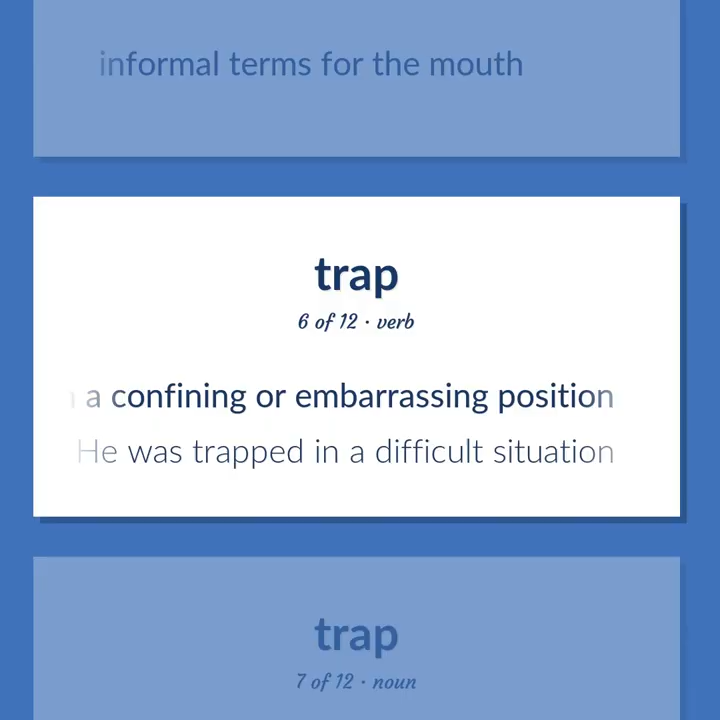 informal terms for the mouth
trap
6 of 12 · verb
a confining or embarrassing position
He was trapped in a difficult situation
trap
7 of 12 · noun